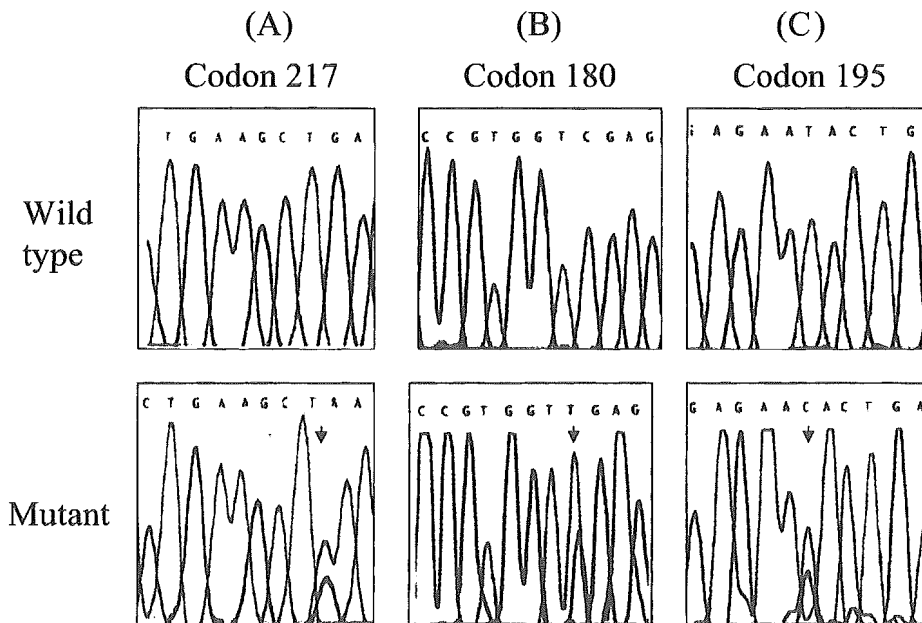 (A) (B) (C)
Codon 217 Codon 180 Codon 195
T G A A G C T G A C C G T G G T C G A G A G A A T A C T G
Wild
type
C T G A A G C T A A C C G T G G T T G A G G A G A A C A C T G A
Mutant